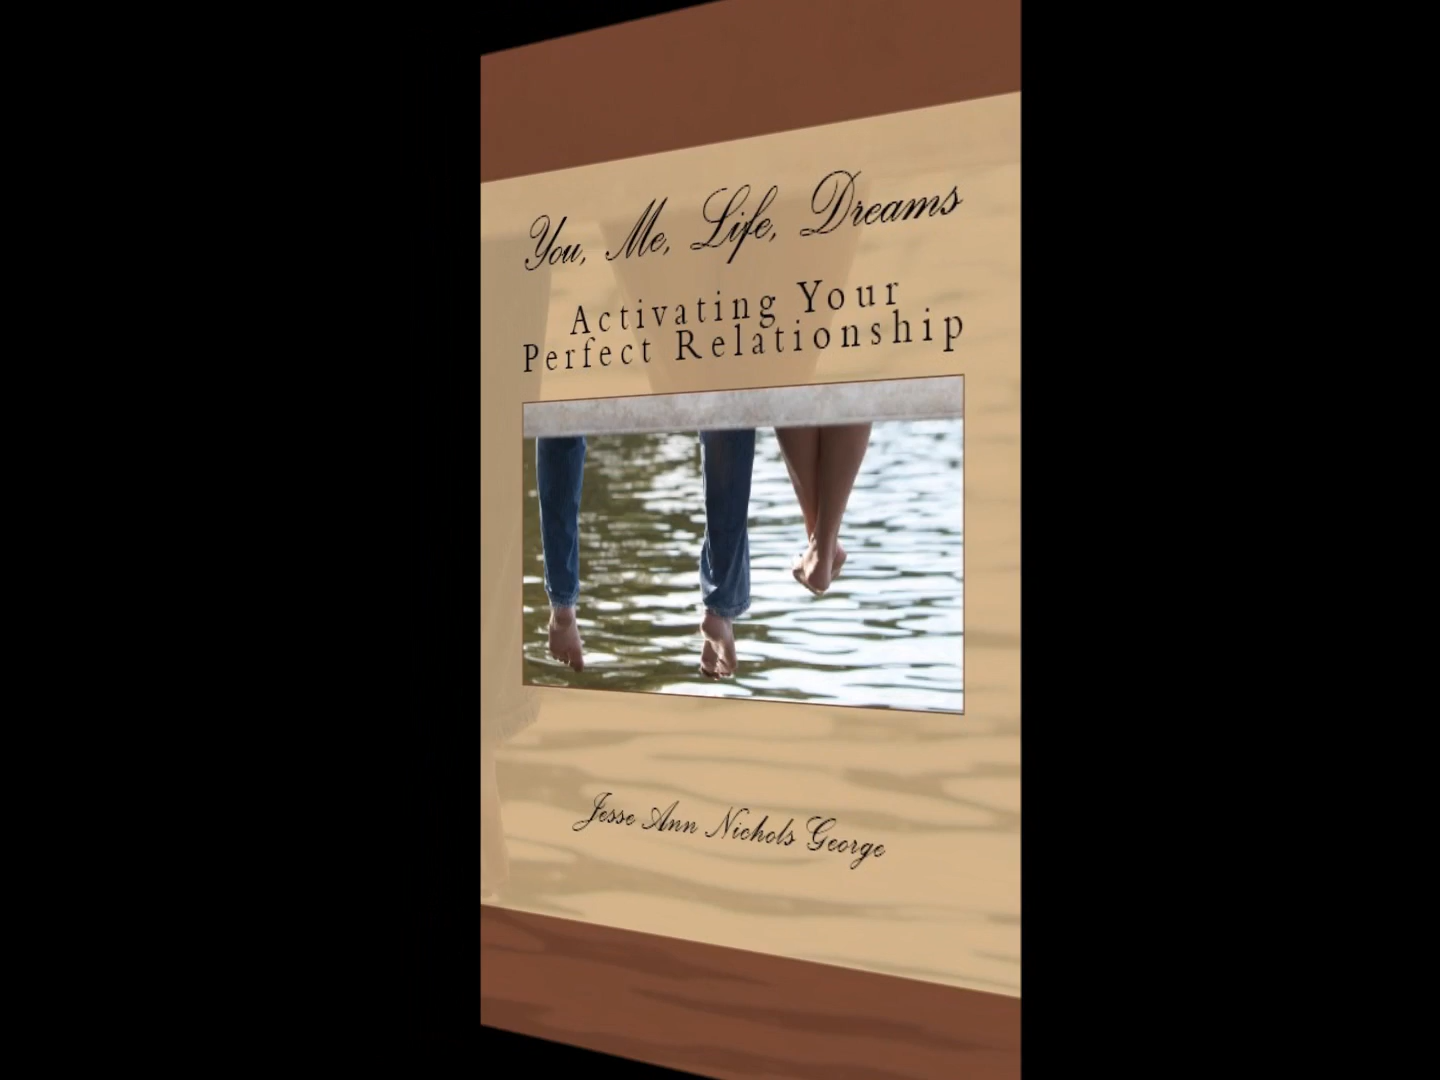 You, Me, Life, Dreams
Activating Your
Perfect Relationship
Jesse Ann Nichols George